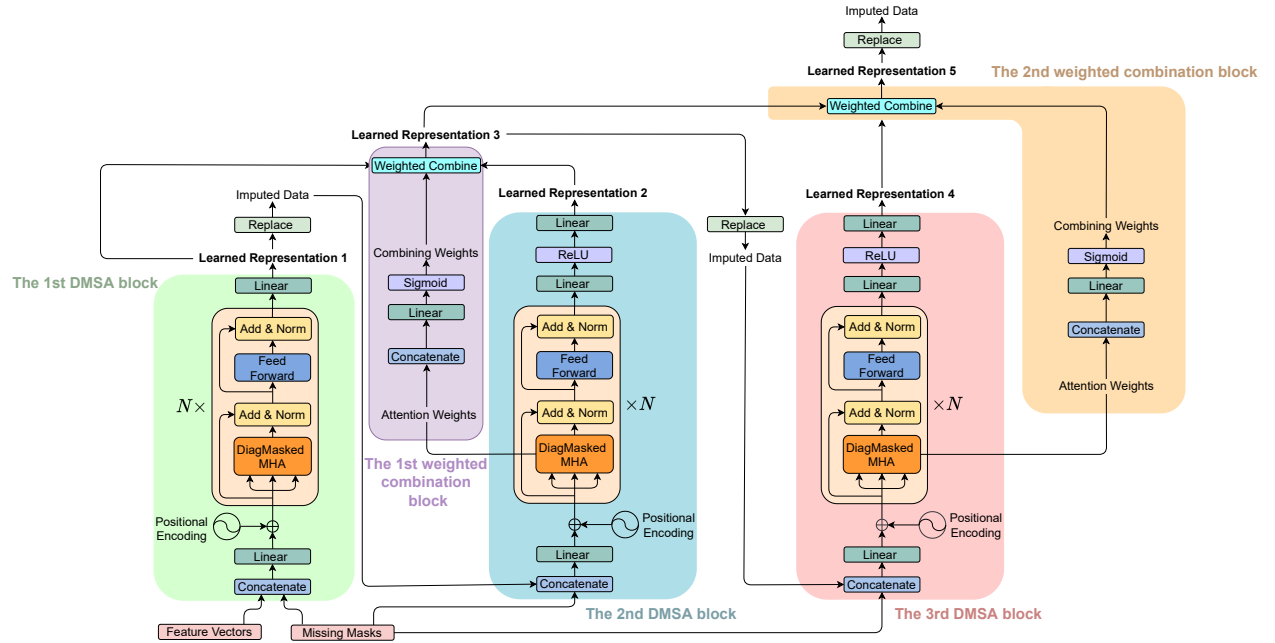 Imputed Data
Replace
Learned Representation 5
The 2nd weighted combination block
Weighted Combine
Learned Representation 3
Weighted Combine
Imputed Data
Replace
Learned Representation 1
The 1st DMSA block
Linear
Add & Norm
Feed
Forward
N×
Add & Norm
DiagMasked
MHA
Positional
Encoding
Linear
Concatenate
Feature Vectors
Missing Masks
Combining Weights
Sigmoid
Linear
Concatenate
Attention Weights
The 1st weighted
combination
block
Learned Representation 2
Linear
ReLU
Linear
Add & Norm
Feed
Forward
×N
Add & Norm
DiagMasked
MHA
Positional
Encoding
Linear
Concatenate
The 2nd DMSA block
Replace
Imputed Data
Learned Representation 4
Linear
ReLU
Linear
Add & Norm
Feed
Forward
×N
Add & Norm
DiagMasked
MHA
Positional
Encoding
Linear
Concatenate
The 3rd DMSA block
Combining Weights
Sigmoid
Linear
Concatenate
Attention Weights